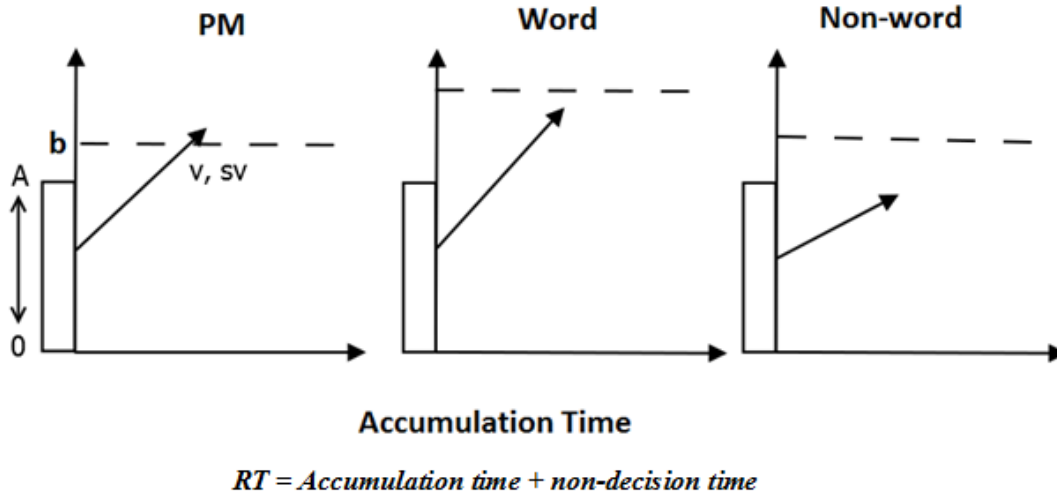 PM
Word
Non-word
b
A
v, sv
0
Accumulation Time
RT = Accumulation time + non-decision time